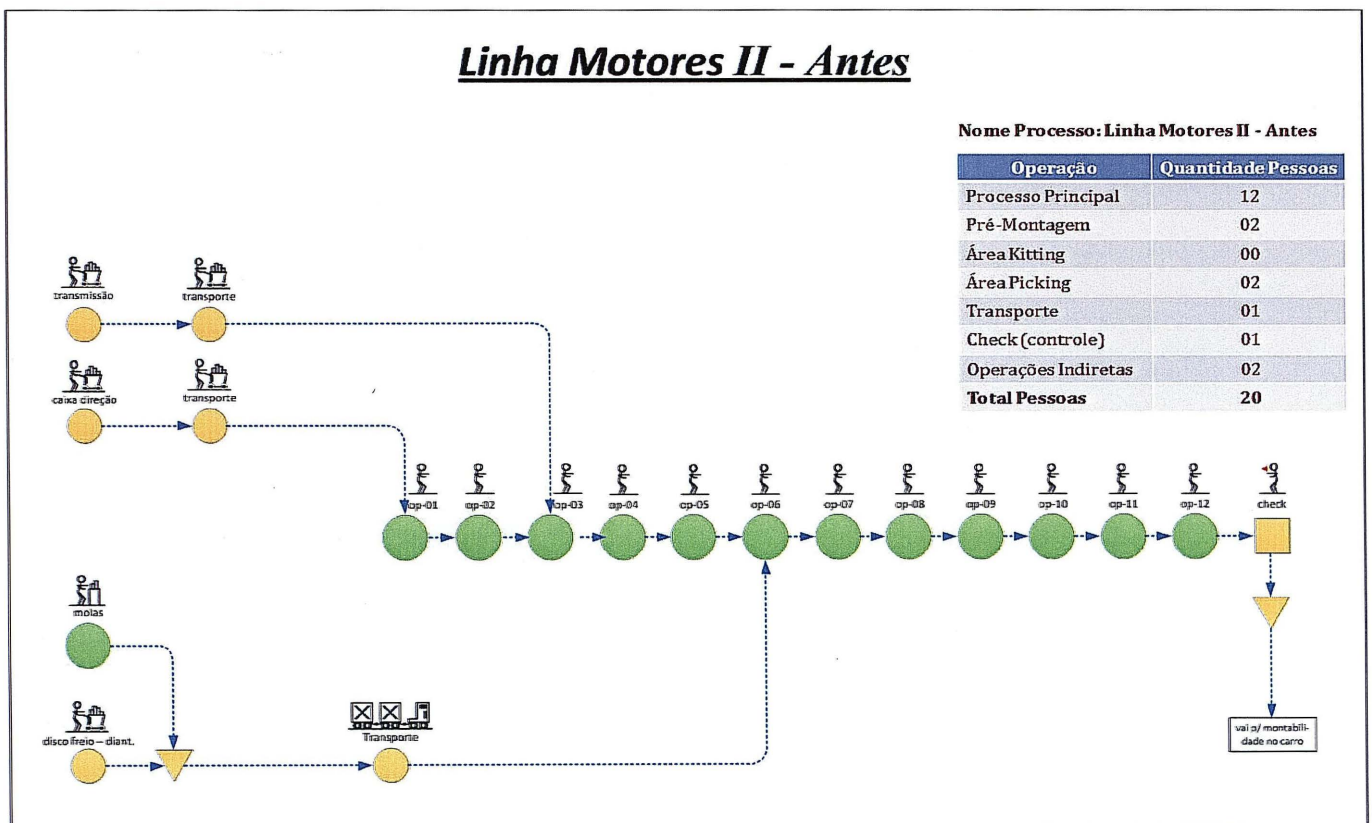 Linha Motores II - Antes
Nome Processo: Linha Motores II - Antes
Operação Quantidade Pessoas
Processo Principal 12
Pré-Montagem 02
Área Kitting 00
Área Picking 02
Transporte 01
Check (controle) 01
Operações Indiretas 02
Total Pessoas 20
transmissão transporte
caixa direção transporte
op-01 op-02 op-03 op-04 op-05 op-06 op-07 op-08 op-09 op-10 op-11 op-12 check
molas
disco freio – diant. Transporte
vai p/ montabili-
dade no carro